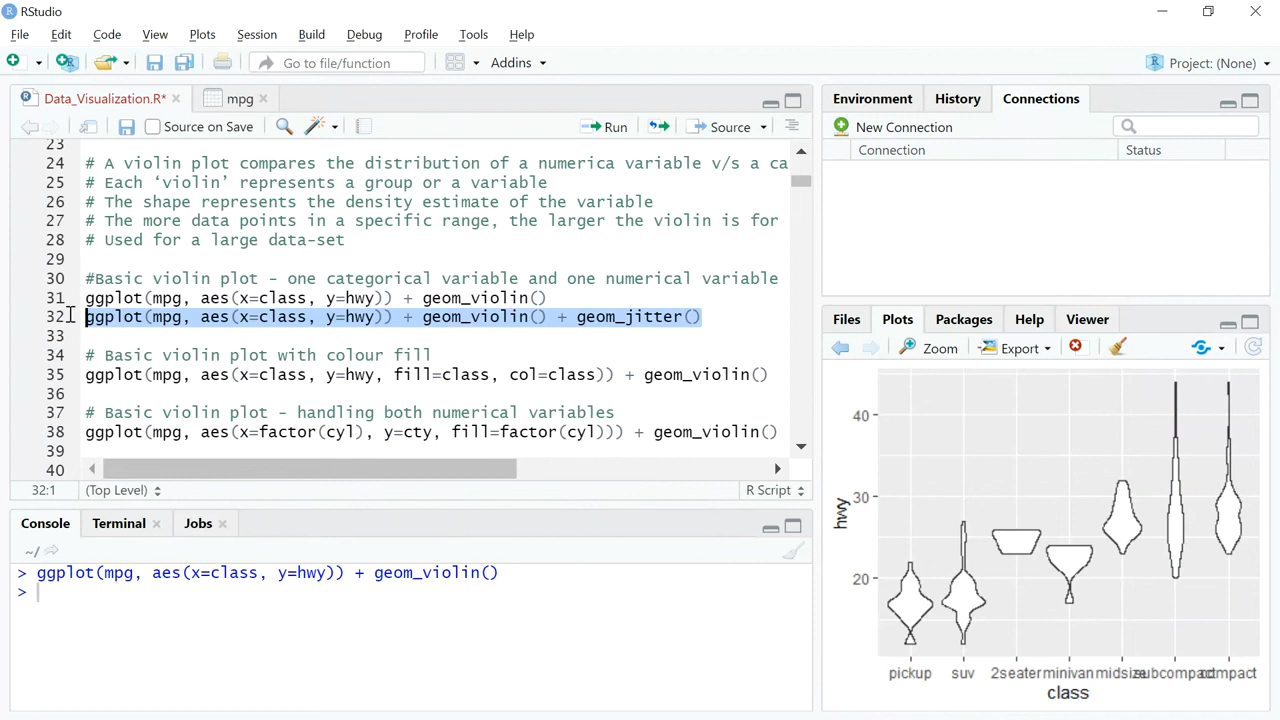 RStudio
File Edit Code View Plots Session Build Debug Profile Tools Help
Go to file/function Addins Project: (None)
Data_Visualization.R* mpg
Source on Save Run Source
23
24 # A violin plot compares the distribution of a numerica variable v/s a ca
25 # Each ‘violin’ represents a group or a variable
26 # The shape represents the density estimate of the variable
27 # The more data points in a specific range, the larger the violin is for
28 # Used for a large data-set
29
30 #Basic violin plot - one categorical variable and one numerical variable
31 ggplot(mpg, aes(x=class, y=hwy)) + geom_violin()
32 ggplot(mpg, aes(x=class, y=hwy)) + geom_violin() + geom_jitter()
33
34 # Basic violin plot with colour fill
35 ggplot(mpg, aes(x=class, y=hwy, fill=class, col=class)) + geom_violin()
36
37 # Basic violin plot - handling both numerical variables
38 ggplot(mpg, aes(x=factor(cyl), y=cty, fill=factor(cyl))) + geom_violin()
39
40
32:1 (Top Level) R Script
Console Terminal Jobs
~/
> ggplot(mpg, aes(x=class, y=hwy)) + geom_violin()
>
Environment History Connections
New Connection
Connection Status
Files Plots Packages Help Viewer
Zoom Export
40
30
20
hwy
pickup suv 2seater minivan midsize subcompact compact
class